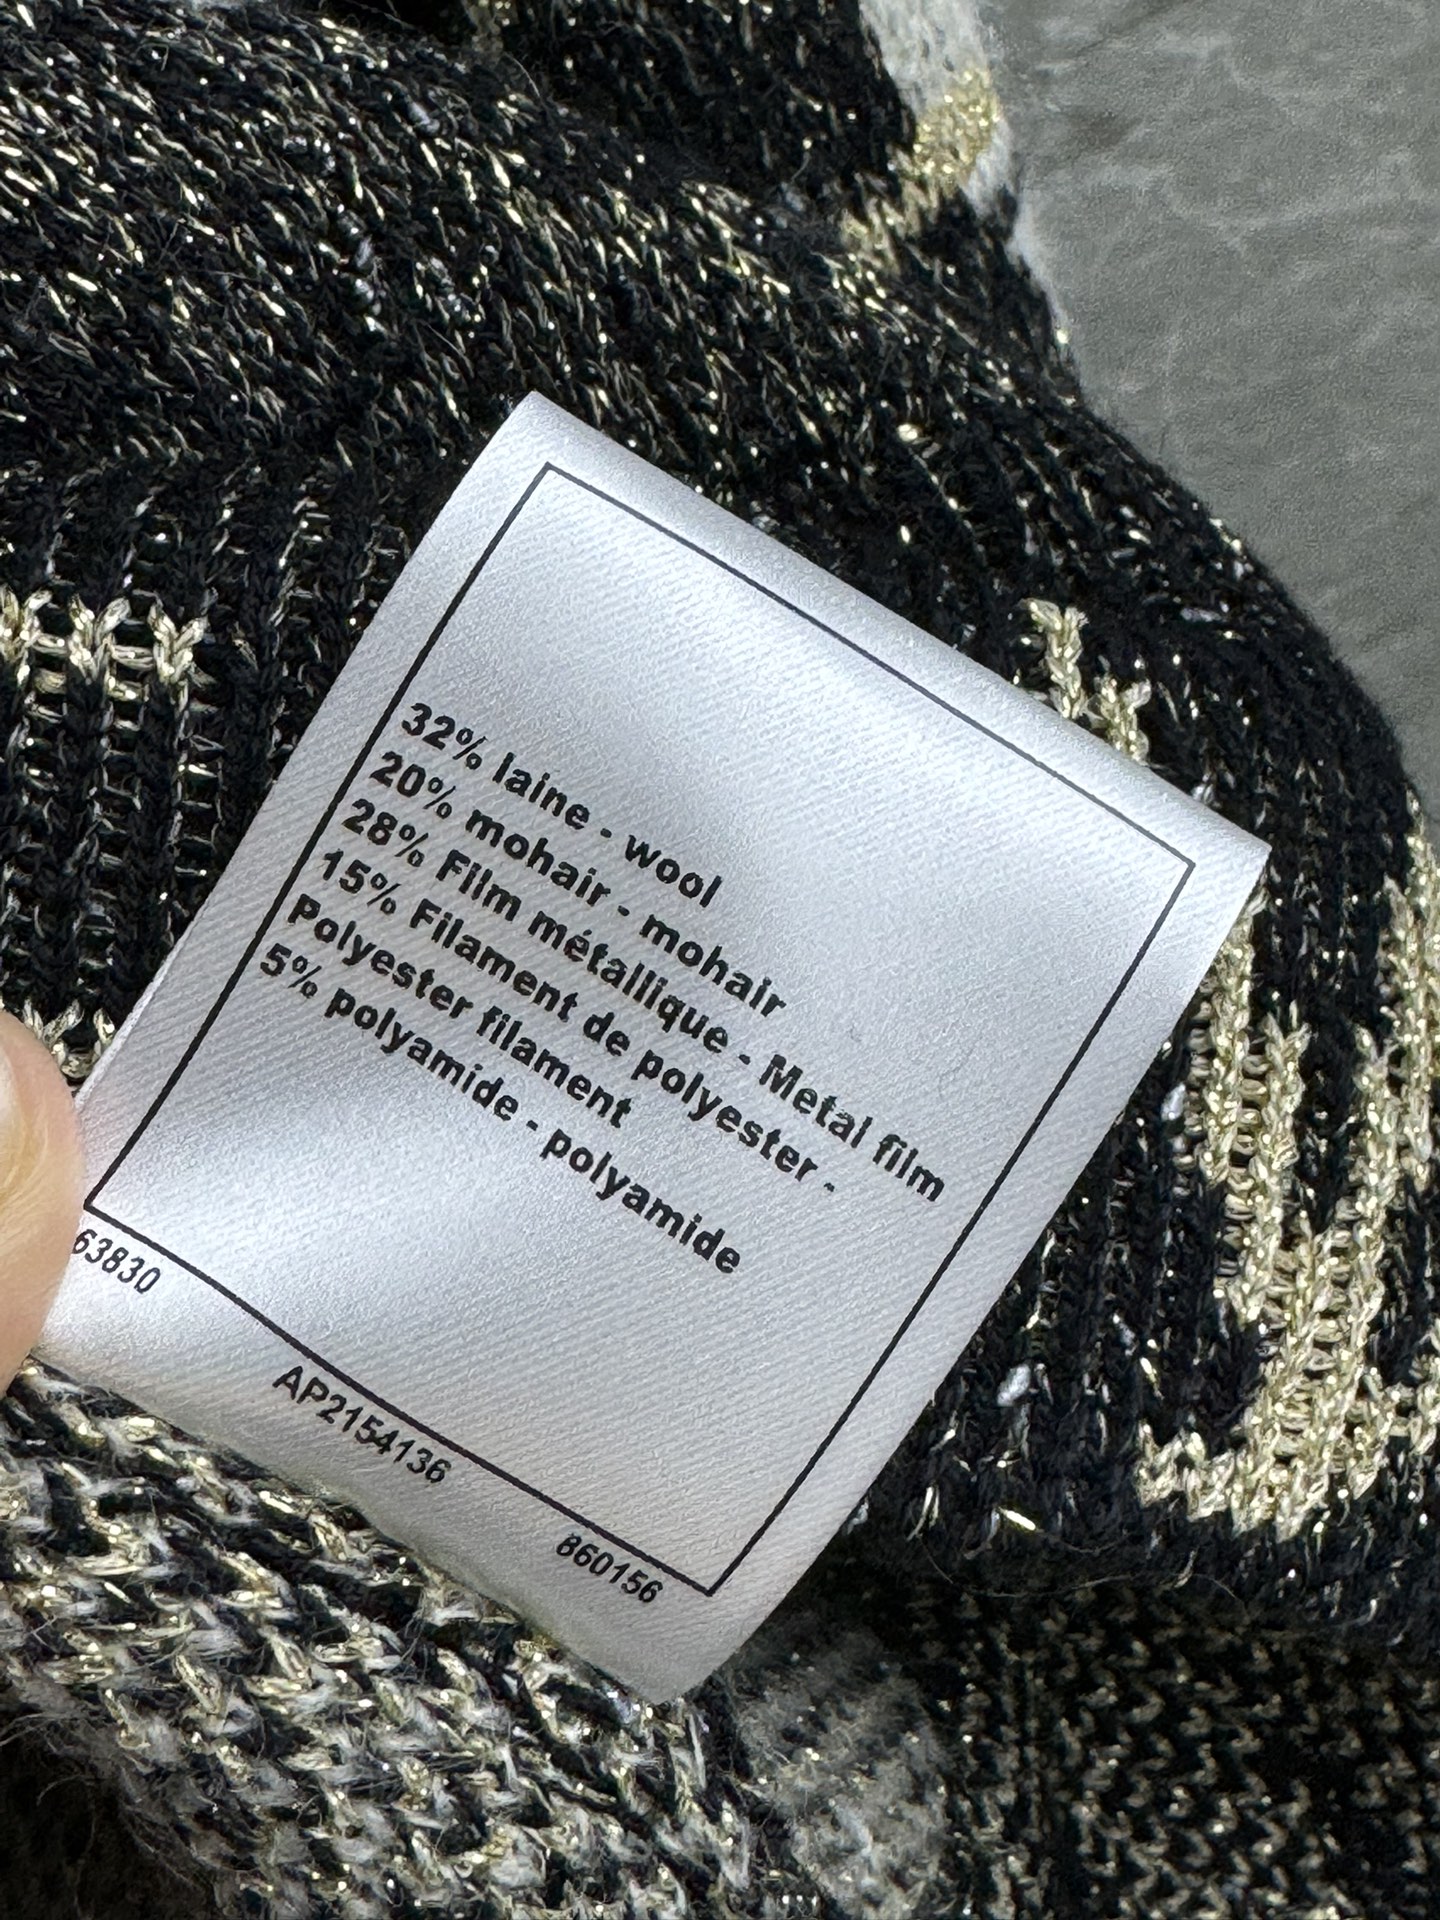 32% laine - wool
20% mohair - mohair
28% Film métallique - Metal film
15% Filament de polyester -
Polyester filament
5% polyamide - polyamide
63830
AP2154136
860156